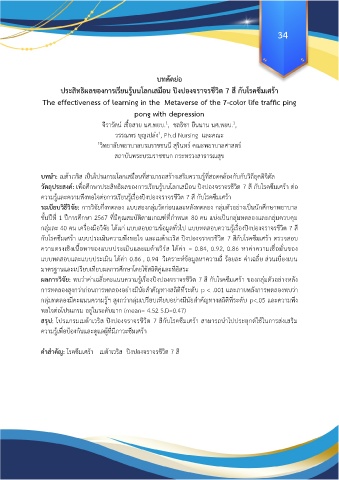 34
บทคัดย่อ
ประสิทธิผลของการเรียนรู้บนโลกเสมือน ปิงปองจราจรชีวิต 7 สี กับโรคซึมเศร้า
The effectiveness of learning in the Metaverse of the 7-color life traffic ping
pong with depression
จีรารัตน์ เชื้อสวย นศ.พยบ.¹, ชลธิชา ยืนนาน นศ.พยบ.¹,
วรรณพร บุญเปล่ง¹, Ph.d Nursing และคณะ
¹วิทยาลัยพยาบาลบรมราชชนนี สุรินทร์ คณะพยาบาลศาสตร์
สถาบันพระบรมราชชนก กระทรวงสาธารณสุข
บทนำ: เมต้าเวริส เป็นโปรแกรมโลกเสมือนที่สามารถสร้างเสริมความรู้ที่สอดคล้องกับวิถียุคดิจิตัล
วัตถุประสงค์: เพื่อศึกษาประสิทธิผลของการเรียนรู้บนโลกเสมือน ปิงปองจราจรชีวิต 7 สี กับโรคซึมเศร้า ต่อ
ความรู้และความพึงพอใจต่อการเรียนรู้เรื่องปิงปองจราจรชีวิต 7 สี กับโรคซึมเศร้า
ระเบียบวิธีวิจัย: การวิจัยกึ่งทดลอง แบบสองกลุ่มวัดก่อนและหลังทดลอง กลุ่มตัวอย่างเป็นนักศึกษาพยาบาล
ชั้นปีที่ 1 ปีการศึกษา 2567 ที่มีคุณสมบัติตามเกณฑ์ที่กำหนด 80 คน แบ่งเป็นกลุ่มทดลองและกลุ่มควบคุม
กลุ่มละ 40 คน เครื่องมือวิจัย ได้แก่ แบบสอบถามข้อมูลทั่วไป แบบทดสอบความรู้เรื่องปิงปองจราจรชีวิต 7 สี
กับโรคซึมเศร้า แบบประเมินความพึงพอใจ และเมต้าเวริส ปิงปองจราจรชีวิต 7 สีกับโรคซึมเศร้า ตรวจสอบ
ความตรงเชิงเนื้อหาของแบบประเมินและเมต้าเวิร์ส ได้ค่า = 0.84, 0.92, 0.86 หาค่าความเชื่อมั่นของ
แบบทดสอบและแบบประเมิน ได้ค่า 0.86 , 0.94 วิเคราะห์ข้อมูลหาความถี่ ร้อยละ ค่าเฉลี่ย ส่วนเบี่ยงเบน
มาตรฐานและเปรียบเทียบผลการศึกษาโดยใช้สถิติคู่และทีอิสระ
ผลการวิจัย: พบว่าค่าเฉลี่ยคะแนนความรู้เรื่องปิงปองจราจรชีวิต 7 สี กับโรคซึมเศร้า ของกลุ่มตัวอย่างหลัง
การทดลองสูงกว่าก่อนการทดลองอย่างมีนัยสำคัญทางสถิติที่ระดับ p < .001 และภายหลังการทดลองพบว่า
กลุ่มทดลองมีคะแนนความรู้ฯ สูงกว่ากลุ่มเปรียบเทียบอย่างมีนัยสำคัญทางสถิติที่ระดับ p<.05 และความพึง
พอใจต่อโปรแกรม อยู่ในระดับมาก (mean= 4.52 S.D=0.47)
สรุป: โปรแกรมเมต้าเวริส ปิงปองจราจรชีวิต 7 สีกับโรคซึมเศร้า สามารถนำไปประยุกต์ใช้ในการส่งเสริม
ความรู้เพื่อป้องกันและดูแลผู้ที่มีภาวะซึมเศร้า
คำสำคัญ: โรคซึมเศร้า เมต้าเวริส ปิงปองจราจรชีวิต 7 สี